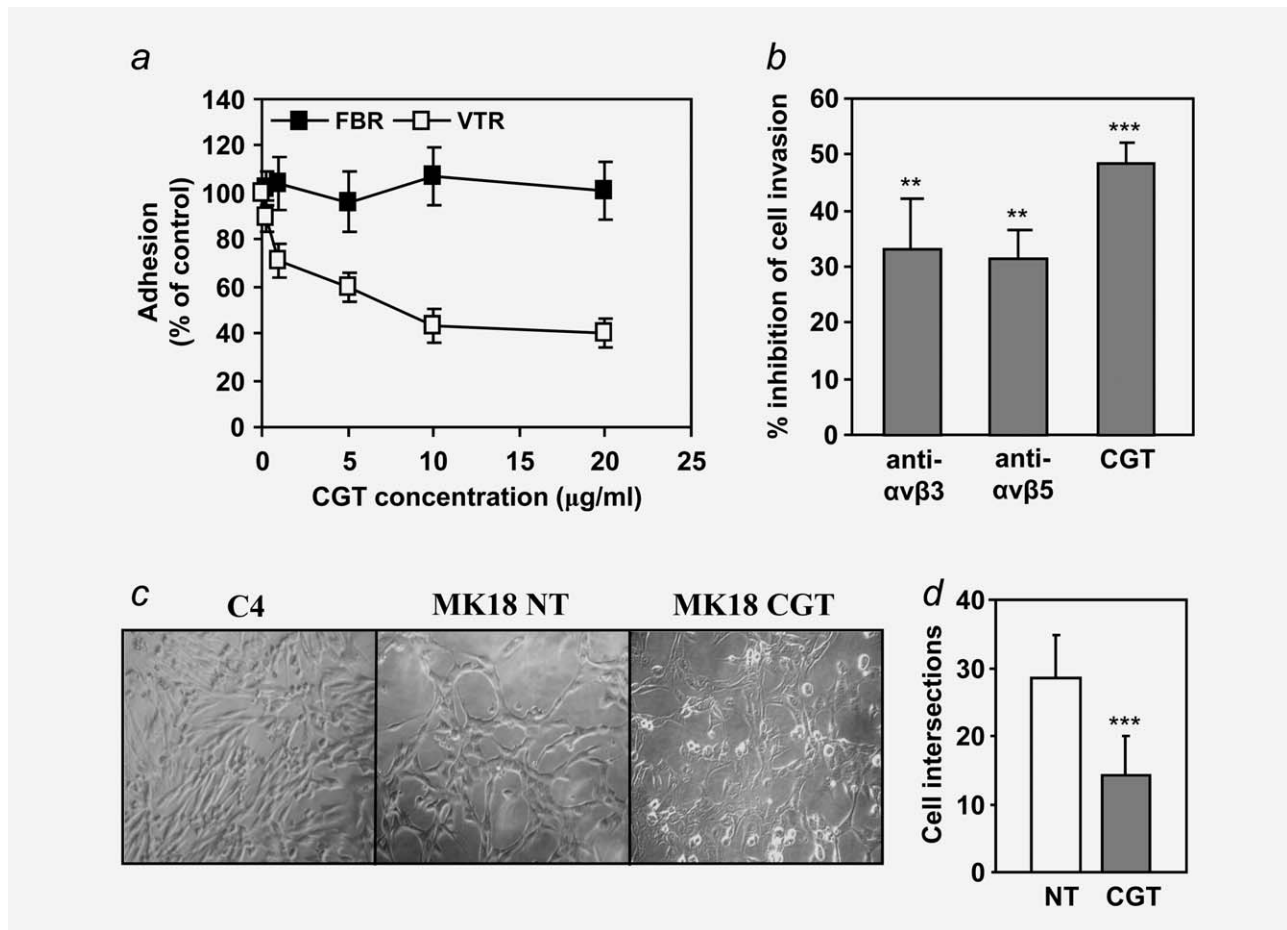 a
140
120
100
80
60
40
20
0
FBR VTR
Adhesion
(% of control)
0 5 10 15 20 25
CGT concentration (μg/ml)
b
60
50
40
30
20
10
0
% inhibition of cell invasion
**
**
***
anti-
αvβ3
anti-
αvβ5
CGT
c
C4 MK18 NT MK18 CGT
d
40
30
20
10
0
Cell intersections
***
NT CGT